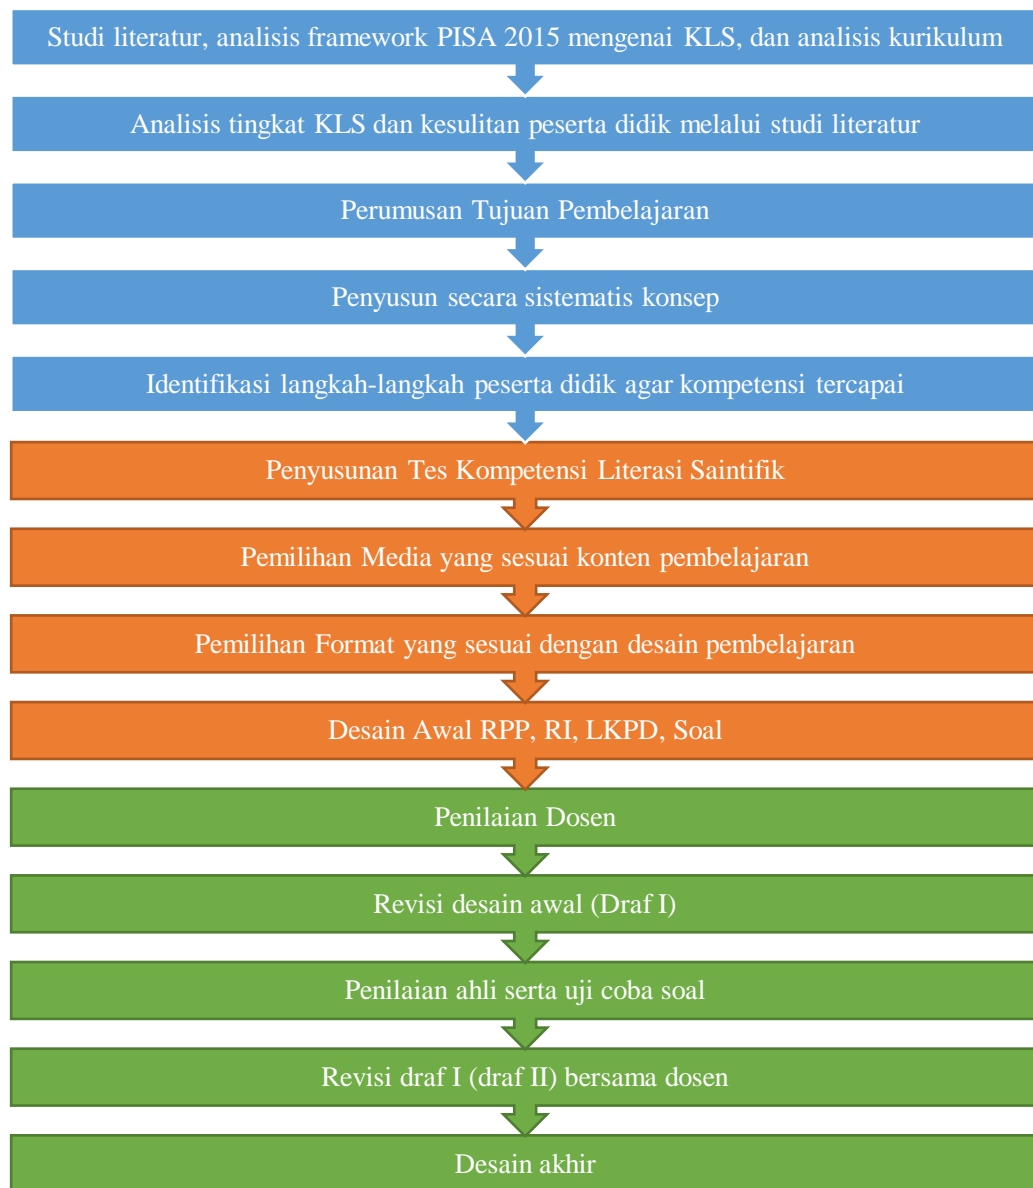 Studi literatur, analisis framework PISA 2015 mengenai KLS, dan analisis kurikulum
Analisis tingkat KLS dan kesulitan peserta didik melalui studi literatur
Perumusan Tujuan Pembelajaran
Penyusun secara sistematis konsep
Identifikasi langkah-langkah peserta didik agar kompetensi tercapai
Penyusunan Tes Kompetensi Literasi Saintifik
Pemilihan Media yang sesuai konten pembelajaran
Pemilihan Format yang sesuai dengan desain pembelajaran
Desain Awal RPP, RI, LKPD, Soal
Penilaian Dosen
Revisi desain awal (Draf I)
Penilaian ahli serta uji coba soal
Revisi draf I (draf II) bersama dosen
Desain akhir